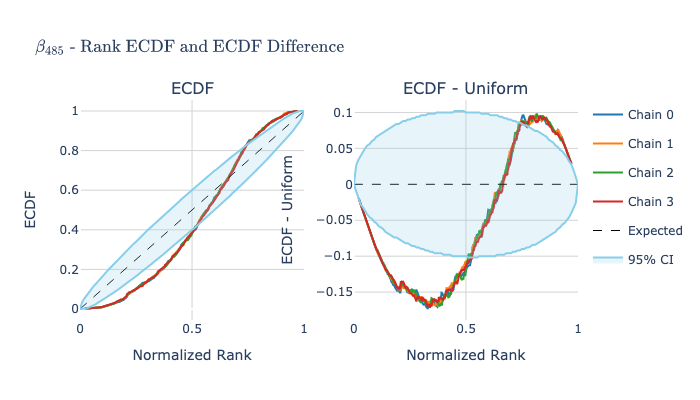 β485 - Rank ECDF and ECDF Difference
ECDF
ECDF - Uniform
1
0.8
0.6
0.4
0.2
0
ECDF
0
0.5
1
Normalized Rank
0.1
0.05
0
−0.05
−0.1
−0.15
ECDF - Uniform
0
0.5
1
Normalized Rank
Chain 0
Chain 1
Chain 2
Chain 3
Expected
95% CI